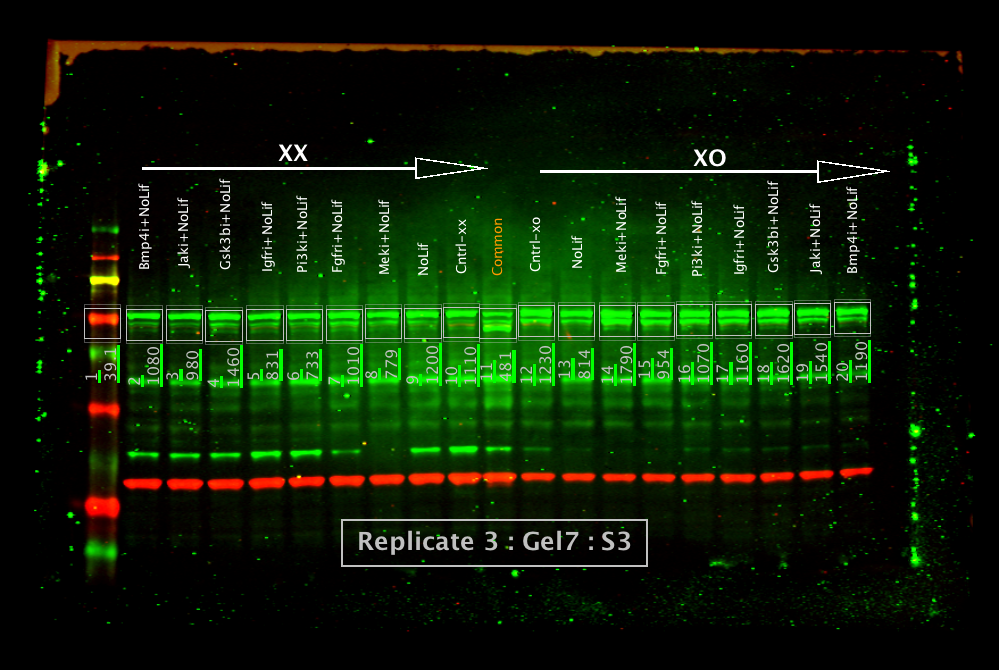 XX
XO
Bmp4i+NoLif
Jaki+NoLif
Gsk3bi+NoLif
Igfri+NoLif
Pi3ki+NoLif
Fgfri+NoLif
Meki+NoLif
NoLif
Cntrl-xx
Common
Cntrl-xo
NoLif
Meki+NoLif
Fgfri+NoLif
Pi3ki+NoLif
Igfri+NoLif
Gsk3bi+NoLif
Jaki+NoLif
Bmp4i+NoLif
1
391
2
1080
3
980
4
1460
5
831
6
733
7
1010
8
779
9
1200
10
1110
11
481
12
1230
13
814
14
1790
15
954
16
1070
17
1160
18
1620
19
1540
20
1190
Replicate 3 : Gel7 : S3